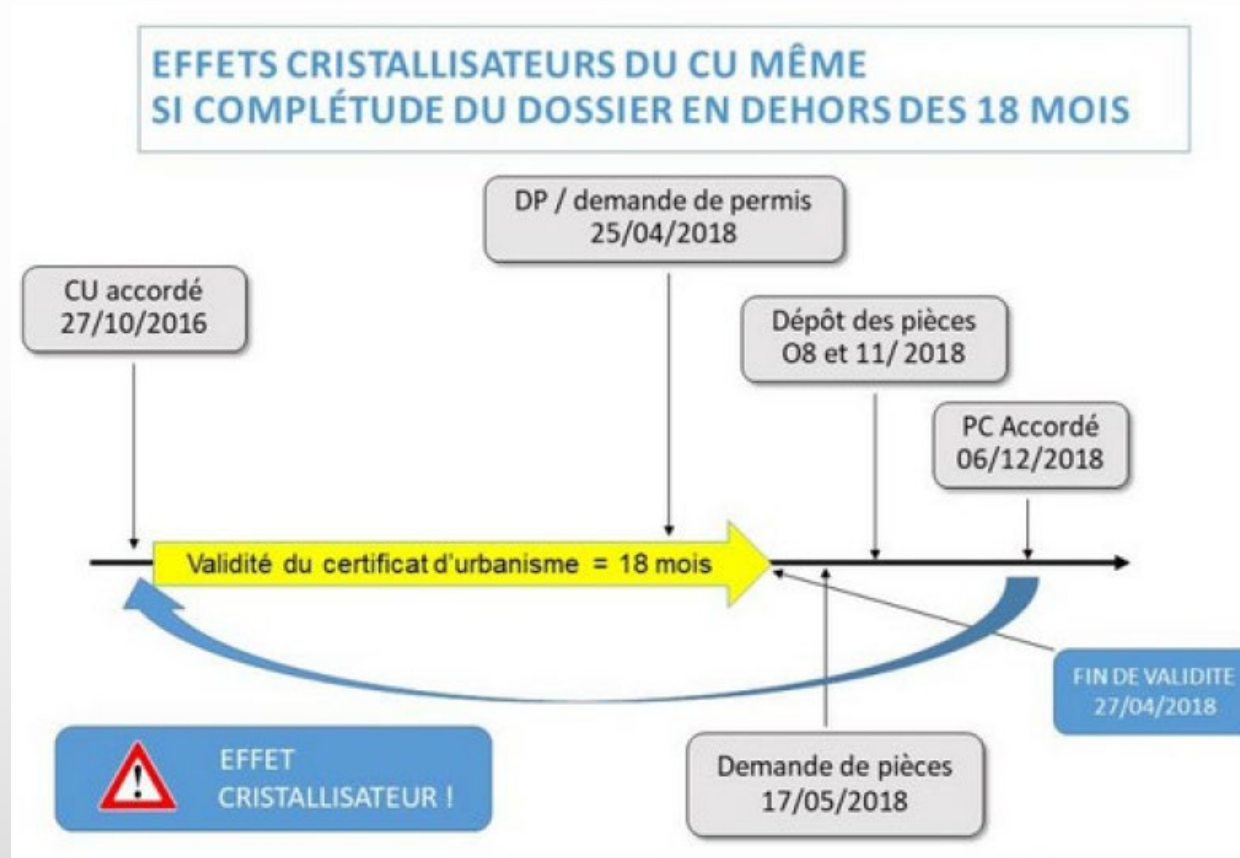 EFFETS CRISTALLISATEURS DU CU MÊME
SI COMPLÉTUDE DU DOSSIER EN DEHORS DES 18 MOIS
DP / demande de permis
25/04/2018
CU accordé
27/10/2016
Dépôt des pièces
O8 et 11/ 2018
PC Accordé
06/12/2018
Validité du certificat d'urbanisme = 18 mois
FIN DE VALIDITE
27/04/2018
EFFET
CRISTALLISATEUR !
Demande de pièces
17/05/2018